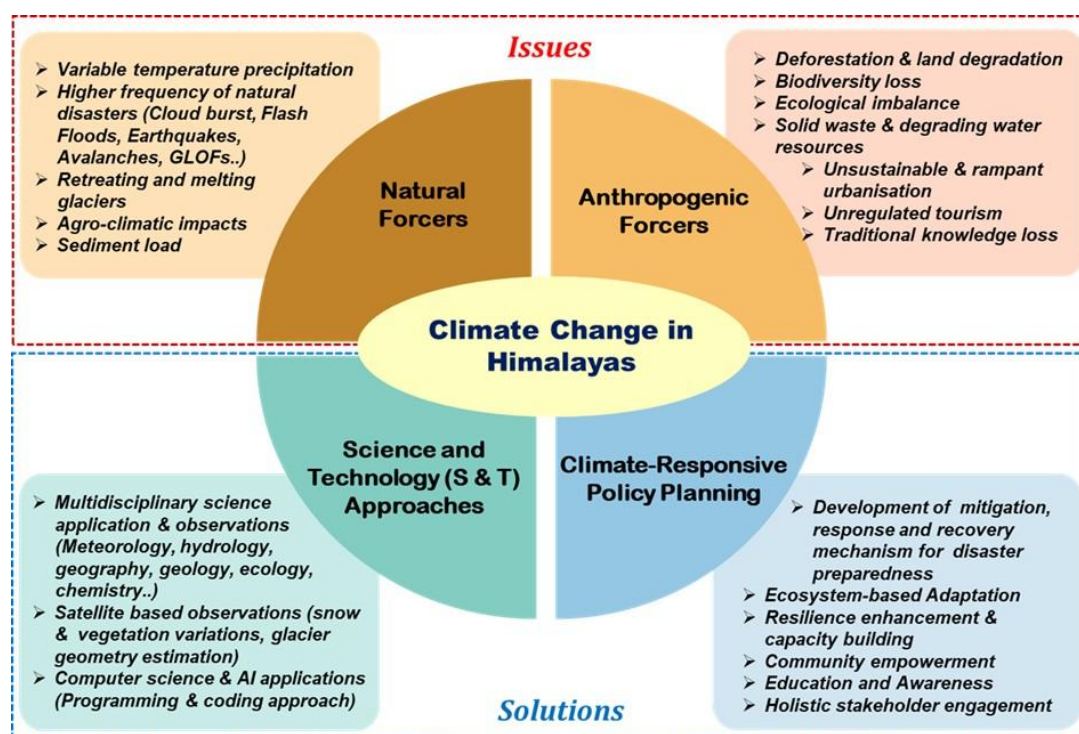 Issues
➢ Variable temperature precipitation
➢ Higher frequency of natural
disasters (Cloud burst, Flash
Floods, Earthquakes,
Avalanches, GLOFs..)
➢ Retreating and melting
glaciers
➢ Agro-climatic impacts
➢ Sediment load
➢ Deforestation & land degradation
➢ Biodiversity loss
➢ Ecological imbalance
➢ Solid waste & degrading water
resources
➢ Unsustainable & rampant
urbanisation
➢ Unregulated tourism
➢ Traditional knowledge loss
Natural
Forcers
Anthropogenic
Forcers
Climate Change in
Himalayas
Science and
Technology (S & T)
Approaches
Climate-Responsive
Policy Planning
➢ Multidisciplinary science
application & observations
(Meteorology, hydrology,
geography, geology, ecology,
chemistry..)
➢ Satellite based observations (snow
& vegetation variations, glacier
geometry estimation)
➢ Computer science & AI applications
(Programming & coding approach)
➢ Development of mitigation,
response and recovery
mechanism for disaster
preparedness
➢ Ecosystem-based Adaptation
➢ Resilience enhancement &
capacity building
➢ Community empowerment
➢ Education and Awareness
➢ Holistic stakeholder engagement
Solutions